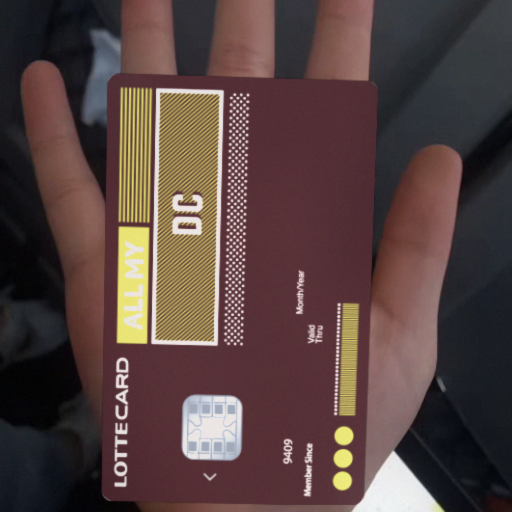 LOTTECARD
ALL MY
DC
9409
Member Since
Valid
Thru
Month/Year